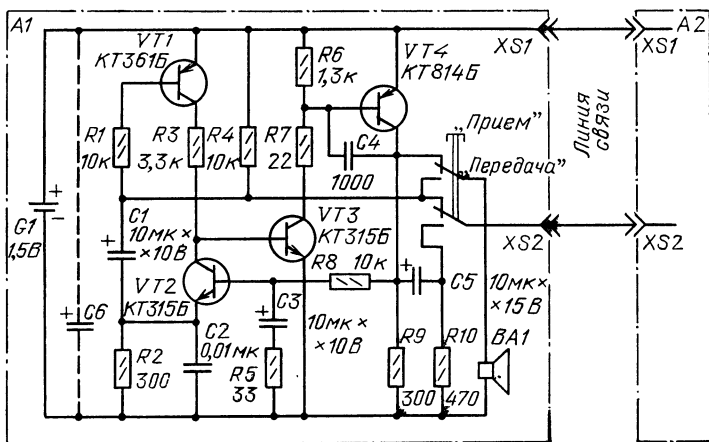 A1
VT1
КТ361Б
R6
1,3к
VT4
КТ814Б
XS1
XS1
A2
R1
10к
R3
3,3к
R4
10к
R7
22
C4
1000
„Прием”
„Передача”
Линия
связи
G1
1,5В
+
−
C1
10мк×
×10В
+
VT3
КТ315Б
XS2
XS2
VT2
КТ315Б
R8
10к
+
C5
10мк×
×15В
C6
+
C3
+
10мк×
×10В
C2
0,01мк
R2
300
R5
33
R9
300
R10
470
BA1